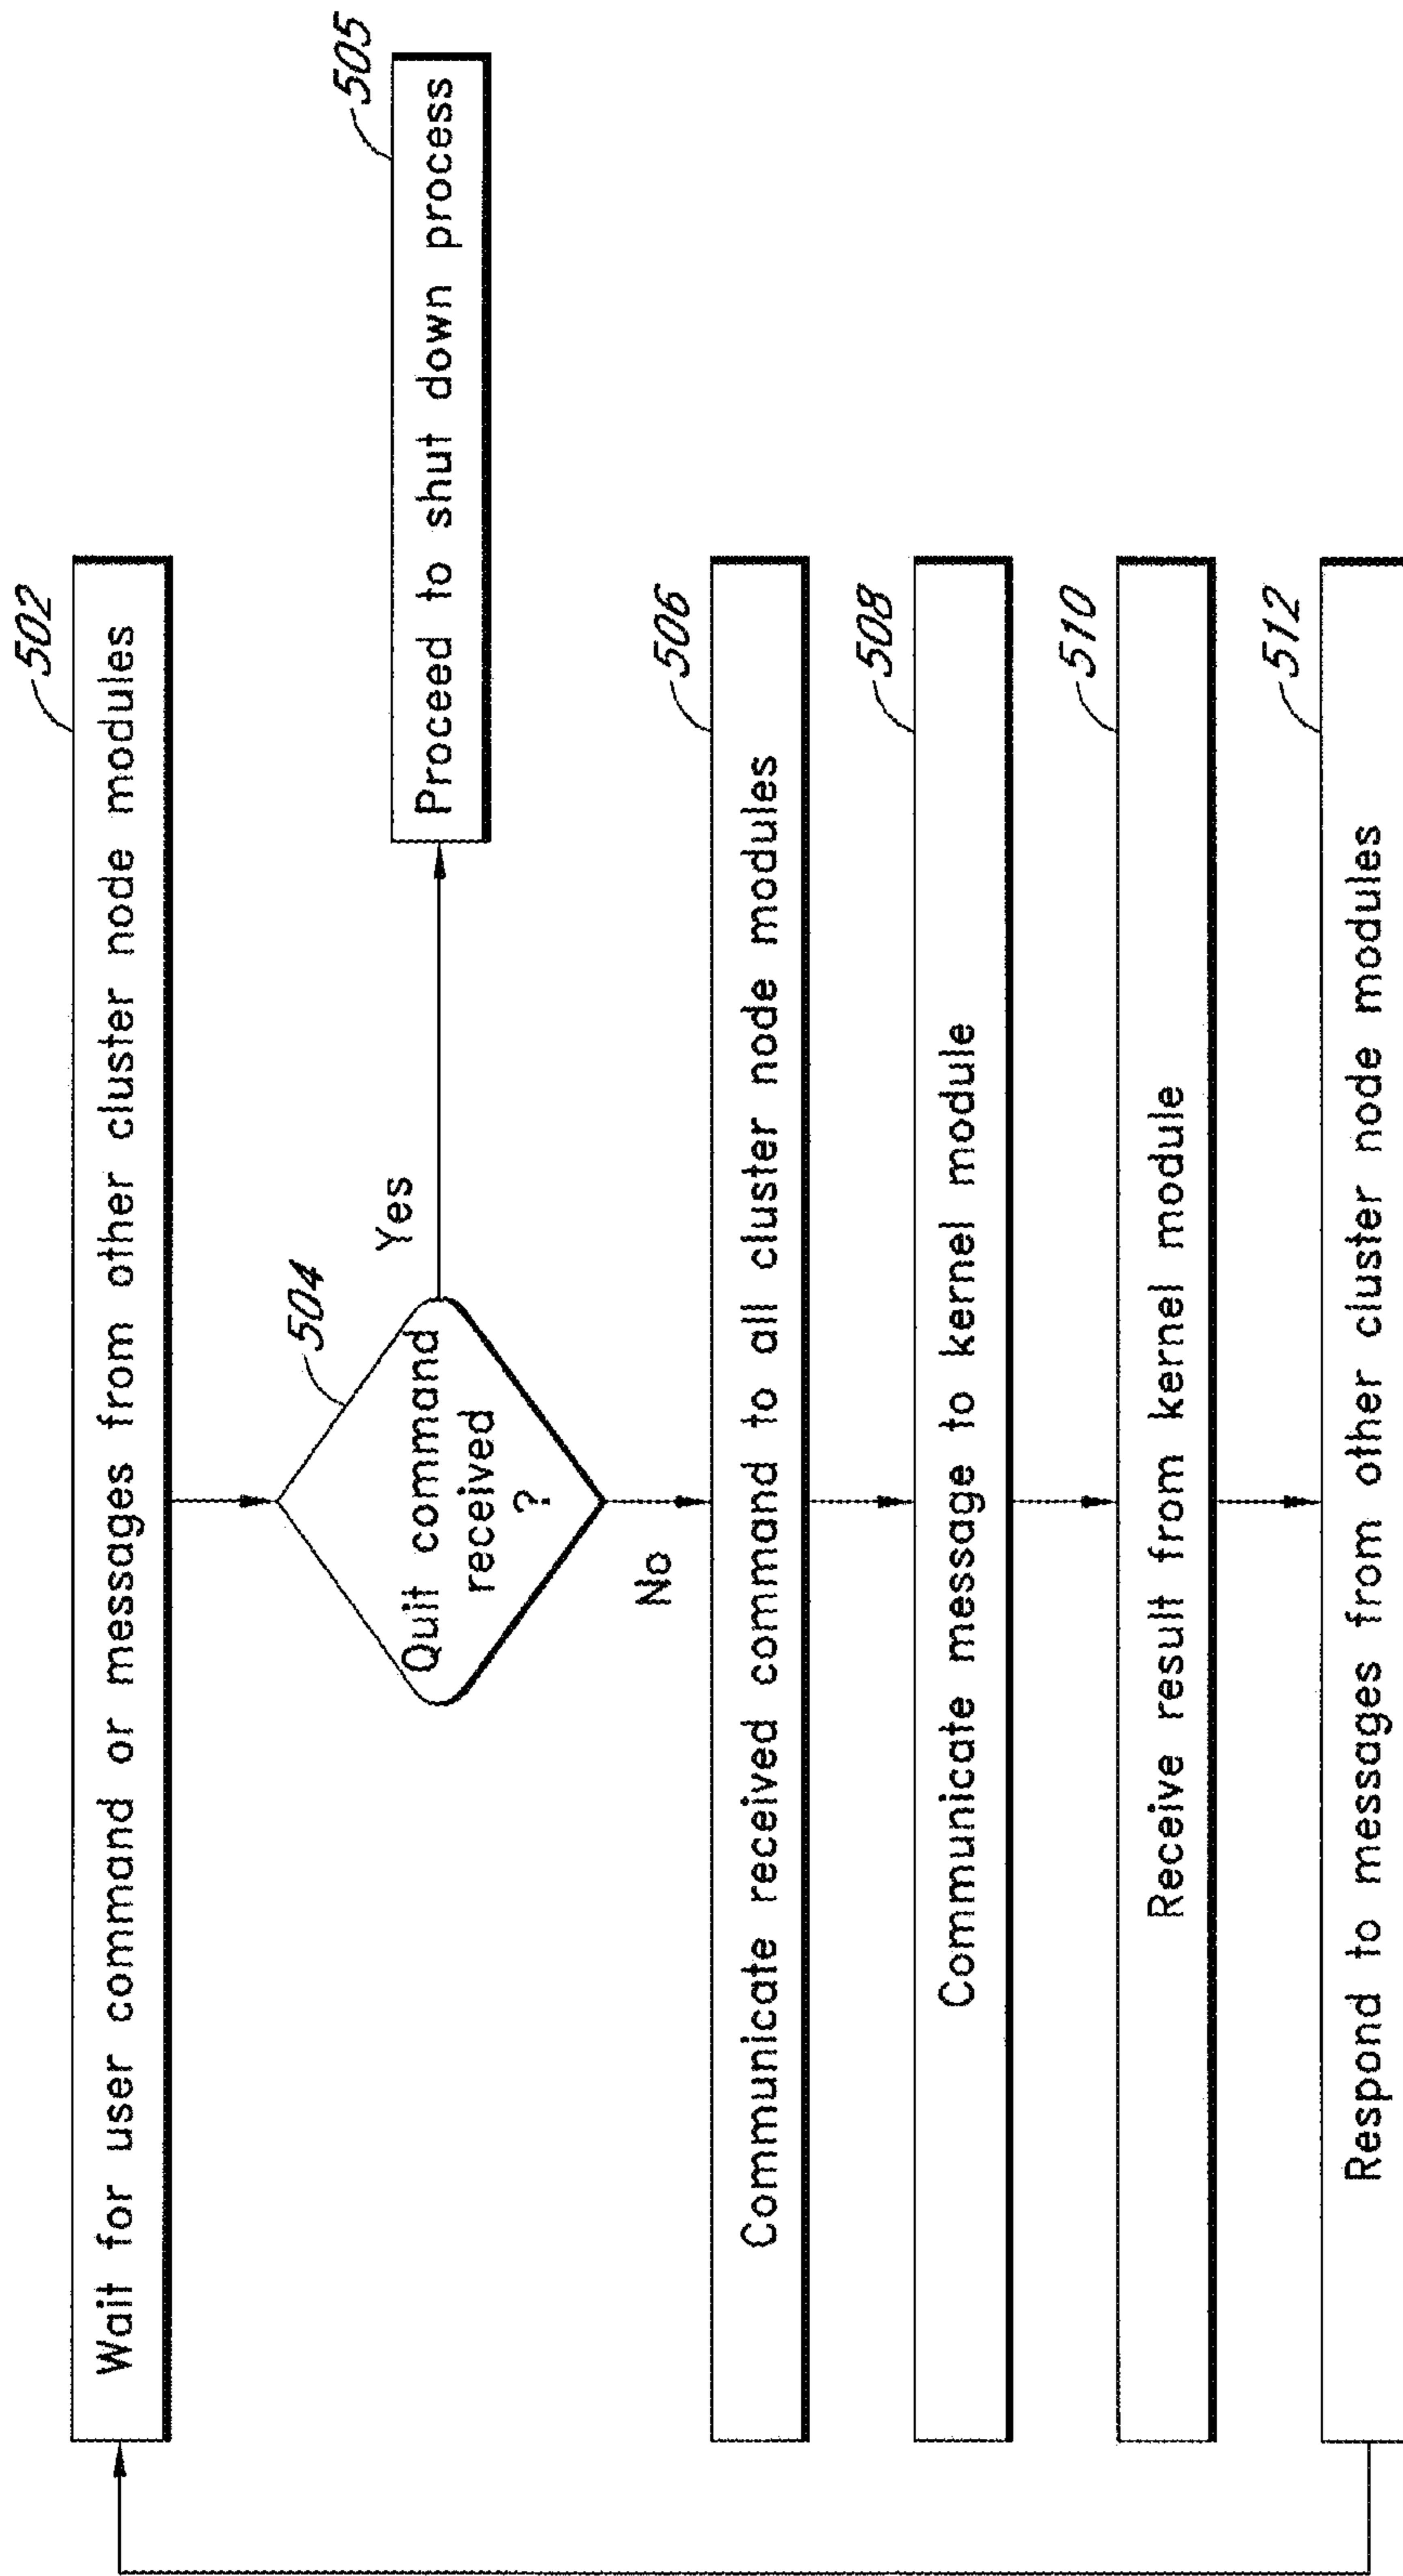 502
Wait for user command or messages from other cluster node modules
504
Quit command
received
?
Yes
505
Proceed to shut down process
No
506
Communicate received command to all cluster node modules
508
Communicate message to kernel module
510
Receive result from kernel module
512
Respond to messages from other cluster node modules